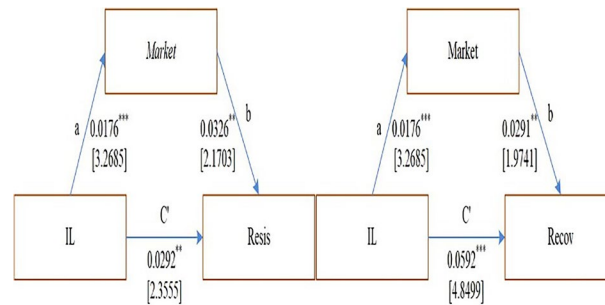 Market
a
0.0176***
[3.2685]
0.0326**
[2.1703]
b
IL
C'
0.0292**
[2.3555]
Resis
Market
a
0.0176***
[3.2685]
0.0291**
[1.9741]
b
IL
C'
0.0592***
[4.8499]
Recov